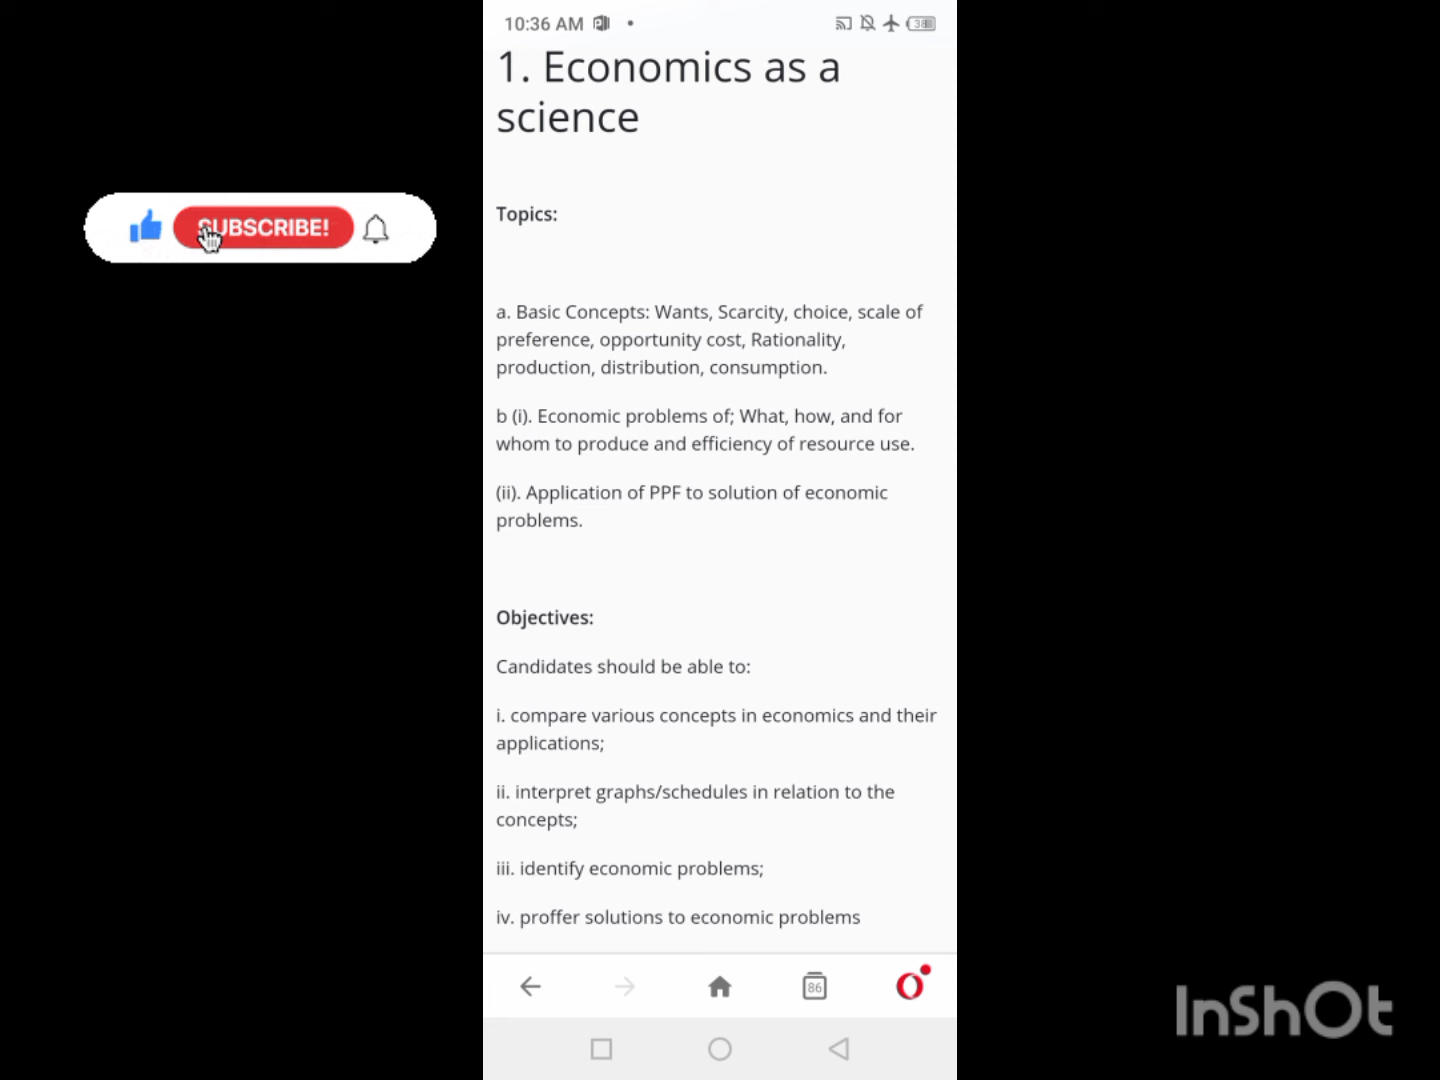 10:36 AM
38
1. Economics as a
science
SUBSCRIBE!
Topics:
a. Basic Concepts: Wants, Scarcity, choice, scale of
preference, opportunity cost, Rationality,
production, distribution, consumption.
b (i). Economic problems of; What, how, and for
whom to produce and efficiency of resource use.
(ii). Application of PPF to solution of economic
problems.
Objectives:
Candidates should be able to:
i. compare various concepts in economics and their
applications;
ii. interpret graphs/schedules in relation to the
concepts;
iii. identify economic problems;
iv. proffer solutions to economic problems
86
InShOt